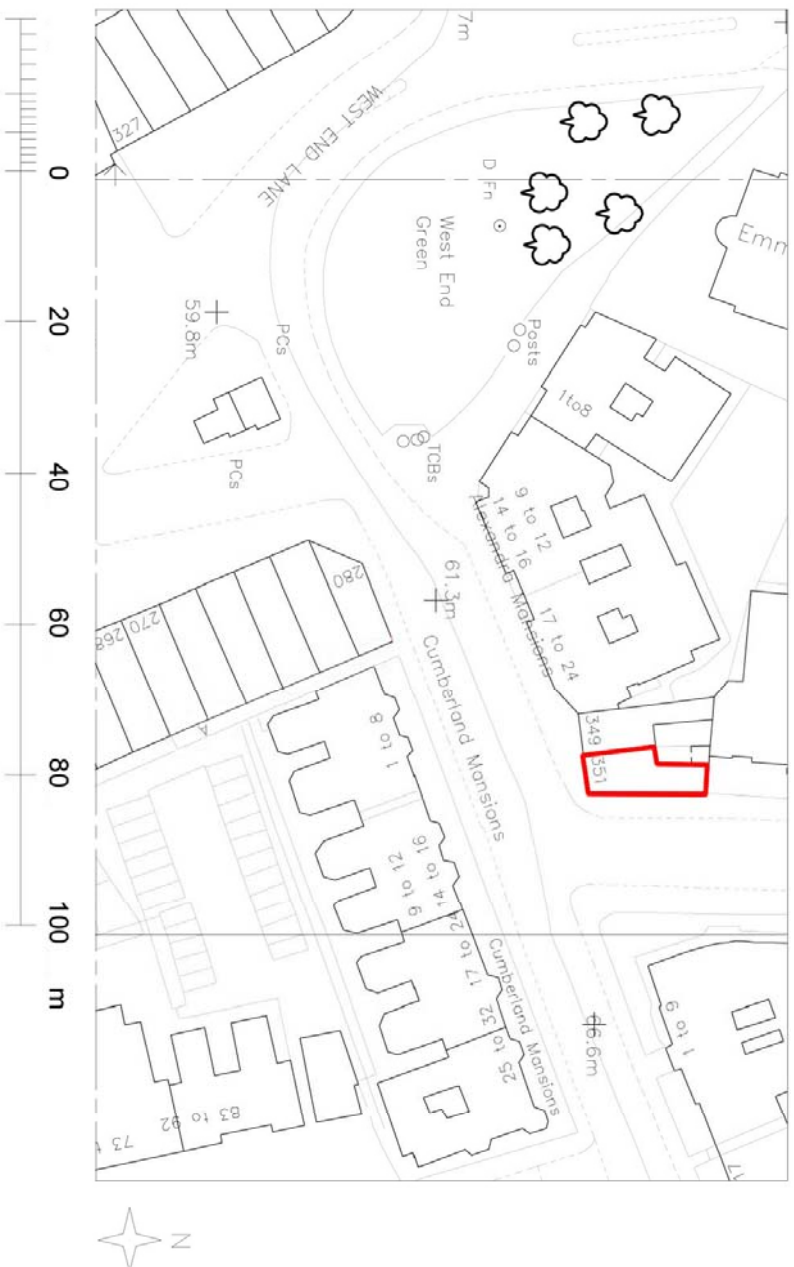 7m
WEST END LANE
327
Emm
D Fn
West End
Green
Posts
PCs
59.8m
1to8
TCBs
PCs
9 to 12
14 to 16
Alexandra Mansions
17 to 24
280
61.3m
270
268
Cumberland Mansions
1 to 8
349
351
9 to 12
14 to 16
17 to 24
Cumberland Mansions
25 to 32
66.6m
1 to 9
17
83 to 92
73 t
0
20
40
60
80
100
m
N